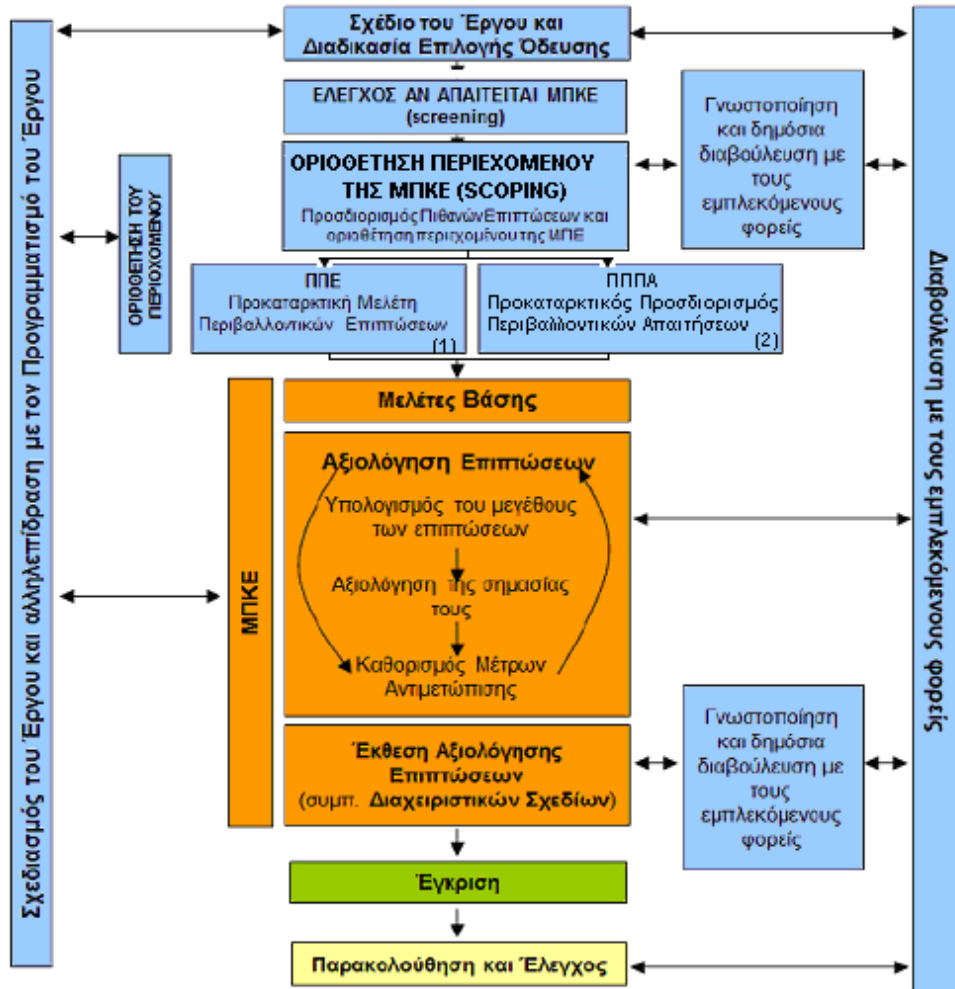 Σχεδιασμός του Έργου και αλληλεπίδραση με τον Προγραμματισμό του Έργου
Σχέδιο του Έργου και
Διαδικασία Επιλογής Όδευσης
ΕΛΕΓΧΟΣ ΑΝ ΑΠΑΙΤΕΙΤΑΙ ΜΠΚΕ
(screening)
ΟΡΙΟΘΕΤΗΣΗ ΠΕΡΙΕΧΟΜΕΝΟΥ
ΤΗΣ ΜΠΚΕ (SCOPING)
Προσδιορισμός Πιθανών Επιπτώσεων και
οριοθέτηση περιεχομένου της ΜΠΕ
Γνωστοποίηση
και δημόσια
διαβούλευση με
τους
εμπλεκόμενους
φορείς
ΟΡΙΟΘΕΤΗΣΗ ΤΟΥ
ΠΕΡΙΟΧΟΜΕΝΟΥ
ΠΠΕ
Προκαταρκτική Μελέτη
Περιβαλλοντικών Επιπτώσεων
(1)
ΠΠΠΑ
Προκαταρκτικός Προσδιορισμός
Περιβαλλοντικών Απαιτήσεων
(2)
ΜΠΚΕ
Μελέτες Βάσης
Αξιολόγηση Επιπτώσεων
Υπολογισμός του μεγέθους
των επιπτώσεων
Αξιολόγηση της σημασίας
τους
Καθορισμός Μέτρων
Αντιμετώπισης
Έκθεση Αξιολόγησης
Επιπτώσεων
(συμπ. Διαχειριστικών Σχεδίων)
Γνωστοποίηση
και δημόσια
διαβούλευση με
τους
εμπλεκόμενους
φορείς
Έγκριση
Παρακολούθηση και Έλεγχος
Διαβούλευση με τους εμπλεκόμενους φορείς